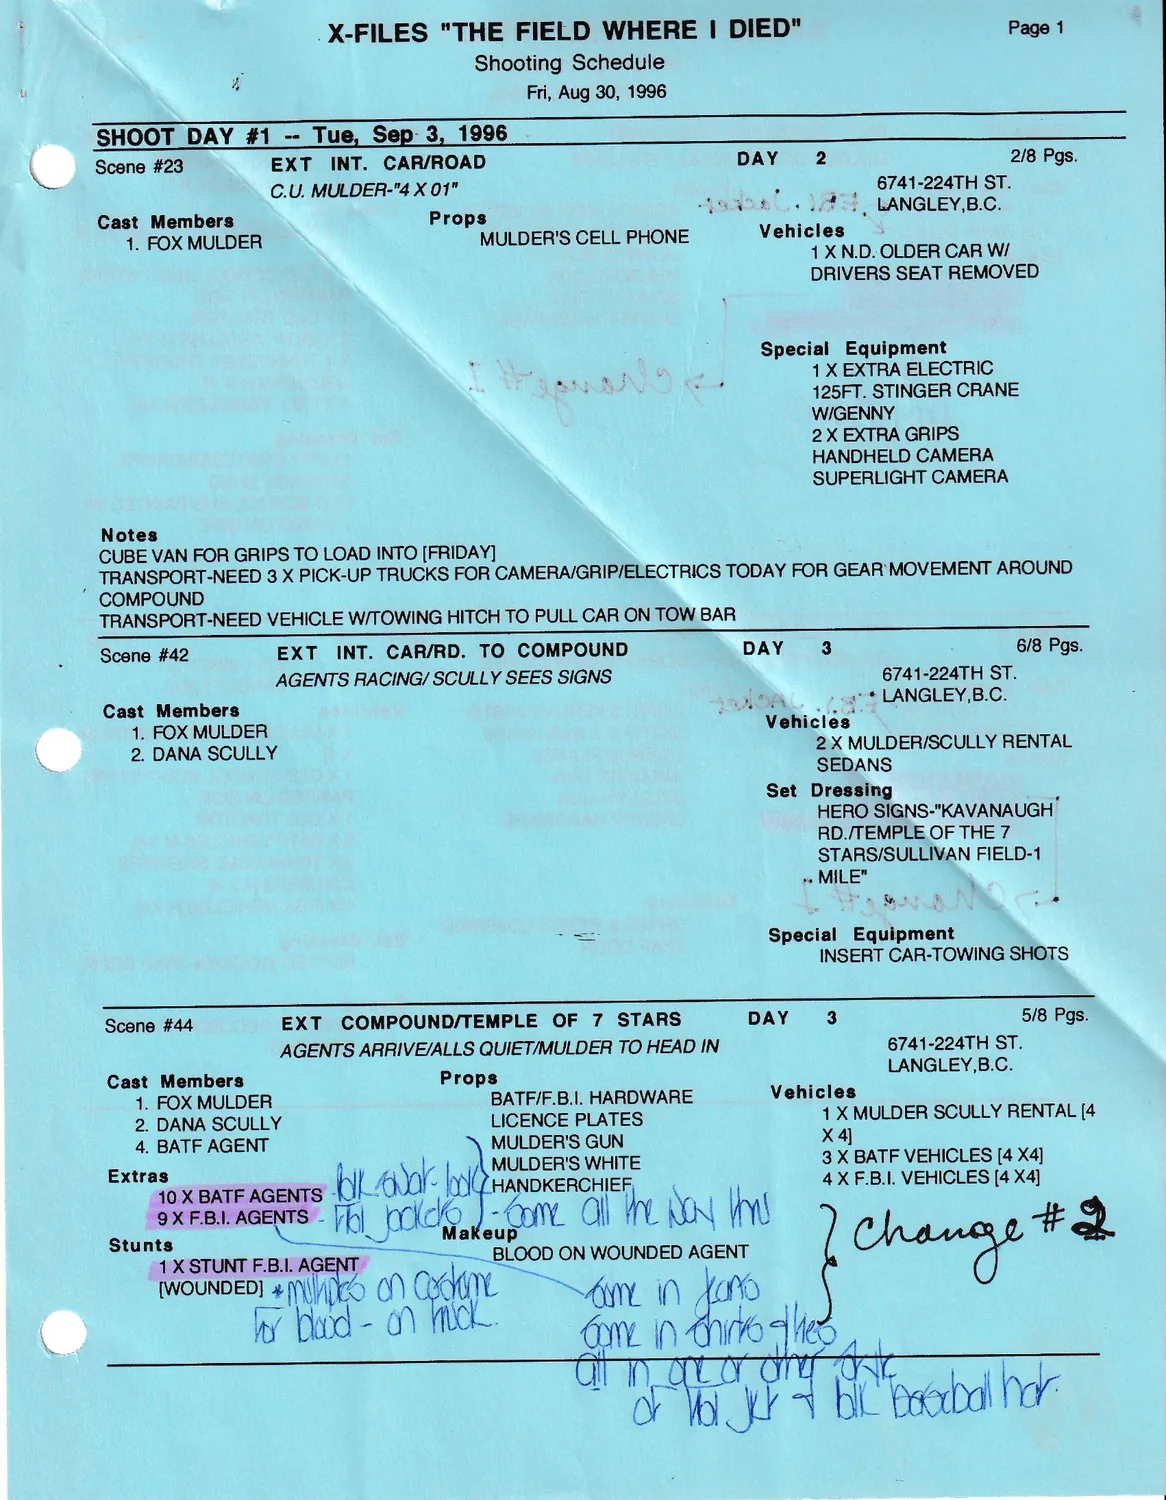 X-FILES "THE FIELD WHERE I DIED"
Page 1
Shooting Schedule
Fri, Aug 30, 1996
SHOOT DAY #1 -- Tue, Sep 3, 1996
Scene #23 EXT INT. CAR/ROAD DAY 2 2/8 Pgs.
C.U. MULDER-"4 X 01"
6741-224TH ST.
LANGLEY,B.C.
Cast Members
1. FOX MULDER
Props
MULDER'S CELL PHONE
Vehicles
1 X N.D. OLDER CAR W/
DRIVERS SEAT REMOVED
Special Equipment
1 X EXTRA ELECTRIC
125FT. STINGER CRANE
W/GENNY
2 X EXTRA GRIPS
HANDHELD CAMERA
SUPERLIGHT CAMERA
Notes
CUBE VAN FOR GRIPS TO LOAD INTO [FRIDAY]
TRANSPORT-NEED 3 X PICK-UP TRUCKS FOR CAMERA/GRIP/ELECTRICS TODAY FOR GEAR MOVEMENT AROUND
COMPOUND
TRANSPORT-NEED VEHICLE W/TOWING HITCH TO PULL CAR ON TOW BAR
Scene #42 EXT INT. CAR/RD. TO COMPOUND DAY 3 6/8 Pgs.
AGENTS RACING/ SCULLY SEES SIGNS
6741-224TH ST.
LANGLEY,B.C.
Cast Members
1. FOX MULDER
2. DANA SCULLY
Vehicles
2 X MULDER/SCULLY RENTAL
SEDANS
Set Dressing
HERO SIGNS-"KAVANAUGH
RD./TEMPLE OF THE 7
STARS/SULLIVAN FIELD-1
MILE"
Special Equipment
INSERT CAR-TOWING SHOTS
Scene #44 EXT COMPOUND/TEMPLE OF 7 STARS DAY 3 5/8 Pgs.
AGENTS ARRIVE/ALLS QUIET/MULDER TO HEAD IN
6741-224TH ST.
LANGLEY,B.C.
Cast Members
1. FOX MULDER
2. DANA SCULLY
4. BATF AGENT
Props
BATF/F.B.I. HARDWARE
LICENCE PLATES
MULDER'S GUN
MULDER'S WHITE
HANDKERCHIEF
Vehicles
1 X MULDER SCULLY RENTAL [4
X 4]
3 X BATF VEHICLES [4 X4]
4 X F.B.I. VEHICLES [4 X4]
Extras
10 X BATF AGENTS - blk swat look
9 X F.B.I. AGENTS - FBI jackets - Same all the way thru
Makeup
BLOOD ON WOUNDED AGENT
Change #2
Stunts
1 X STUNT F.B.I. AGENT
[WOUNDED] *multiples on costume
for blood - on truck.
some in jeans
some in shirts & ties
all in one or other
of FBI jkt & blk baseball hat.